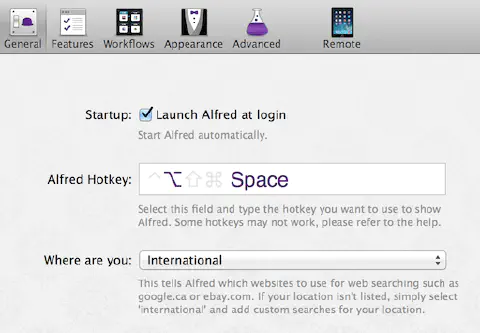 General Features Workflows Appearance Advanced Remote
Startup: Launch Alfred at login
Start Alfred automatically.
Alfred Hotkey: ^⌥⇧⌘ Space
Select this field and type the hotkey you want to use to show
Alfred. Some hotkeys may not work, please refer to the help.
Where are you: International
This tells Alfred which websites to use for web searching such as
google.ca or ebay.com. If your location isn't listed, simply select
'international' and add custom searches for your location.